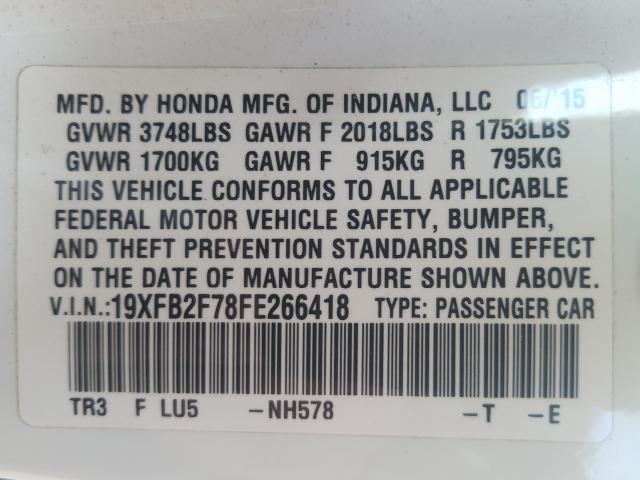 MFD. BY HONDA MFG. OF INDIANA, LLC 06/'15
GVWR 3748LBS GAWR F 2018LBS R 1753LBS
GVWR 1700KG GAWR F 915KG R 795KG
THIS VEHICLE CONFORMS TO ALL APPLICABLE
FEDERAL MOTOR VEHICLE SAFETY, BUMPER,
AND THEFT PREVENTION STANDARDS IN EFFECT
ON THE DATE OF MANUFACTURE SHOWN ABOVE.
V.I.N.:19XFB2F78FE266418 TYPE: PASSENGER CAR
TR3 F LU5 -NH578 -T -E